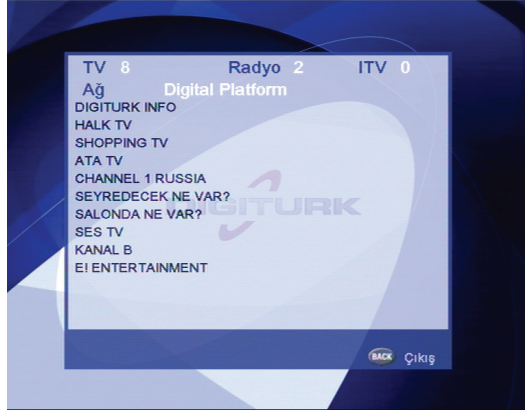 TV 8 Radyo 2 ITV 0
Ağ Digital Platform
DIGITURK INFO
HALK TV
SHOPPING TV
ATA TV
CHANNEL 1 RUSSIA
SEYREDECEK NE VAR?
SALONDA NE VAR?
DIGITURK
SES TV
KANAL B
E! ENTERTAINMENT
BACK Çıkış